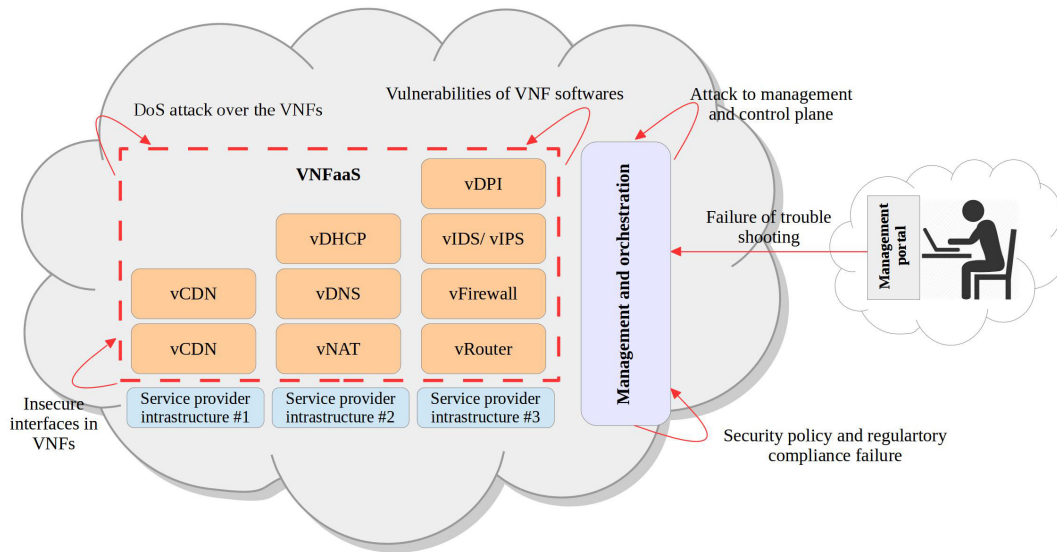 DoS attack over the VNFs
Vulnerabilities of VNF softwares
Attack to management
and control plane
VNFaaS
vDPI
vDHCP
vIDS/ vIPS
vCDN
vDNS
vFirewall
vCDN
vNAT
vRouter
Service provider
intrastructure #1
Service provider
intrastructure #2
Service provider
intrastructure #3
Insecure
interfaces in
VNFs
Management and orchestration
Failure of trouble
shooting
Management
portal
Security policy and regulartory
compliance failure